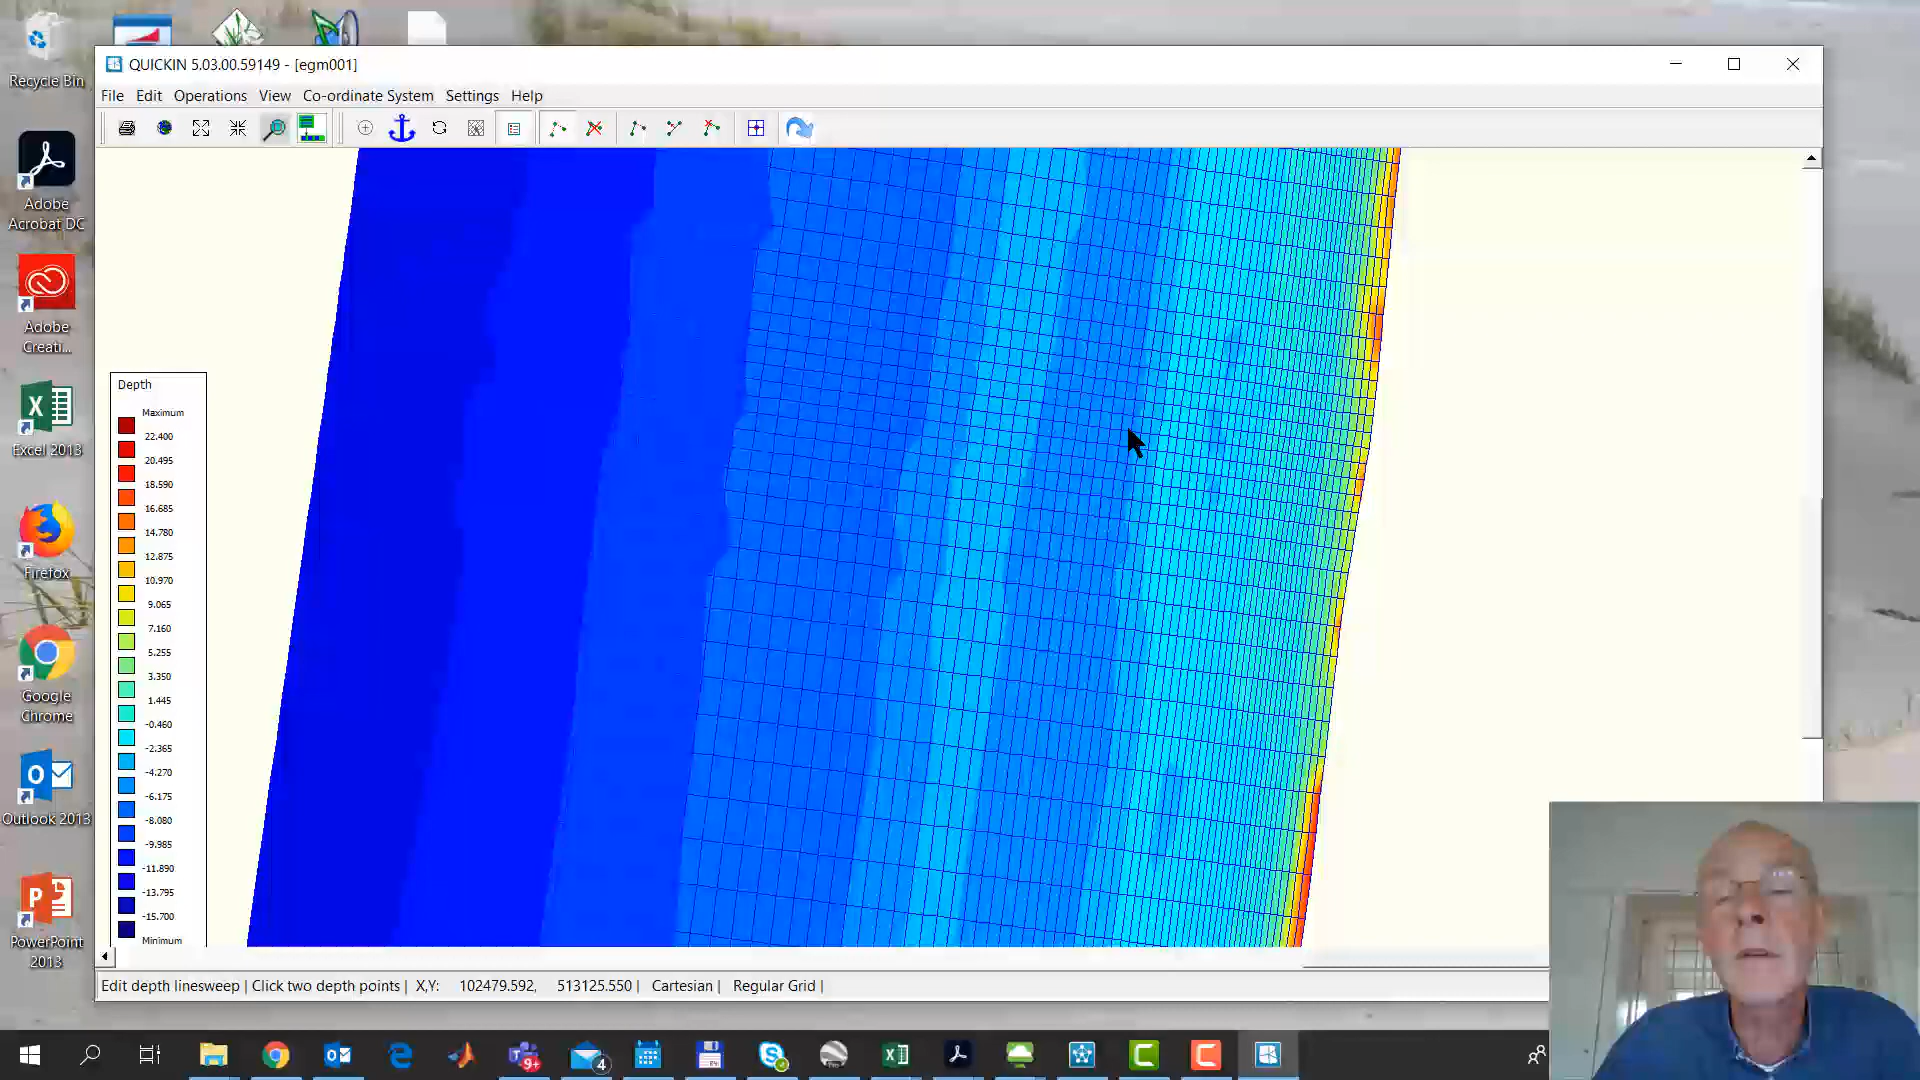 QUICKIN 5.03.00.59149 - [egm001]
File Edit Operations View Co-ordinate System Settings Help
Recycle Bin
Adobe
Acrobat DC
Adobe
Creati...
Excel 2013
Firefox
Google
Chrome
Outlook 2013
PowerPoint
2013
Depth
Maximum
22.400
20.495
18.590
16.685
14.780
12.875
10.970
9.065
7.160
5.255
3.350
1.445
-0.460
-2.365
-4.270
-6.175
-8.080
-9.985
-11.890
-13.795
-15.700
Minimum
Edit depth linesweep | Click two depth points | X,Y: 102479.592, 513125.550 | Cartesian | Regular Grid |
9+
4